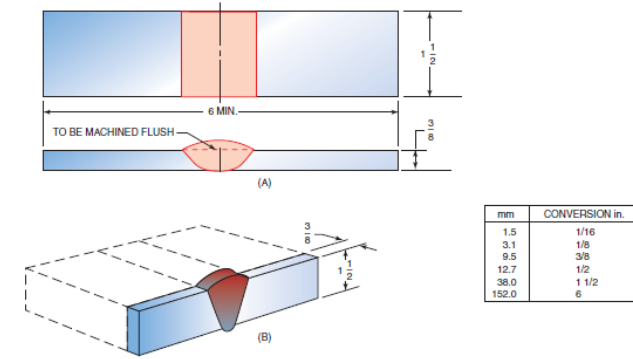 1 1/2
6 MIN.
TO BE MACHINED FLUSH
3/8
(A)
3/8
1 1/2
(B)
mm CONVERSION in.
1.5 1/16
3.1 1/8
9.5 3/8
12.7 1/2
38.0 1 1/2
152.0 6